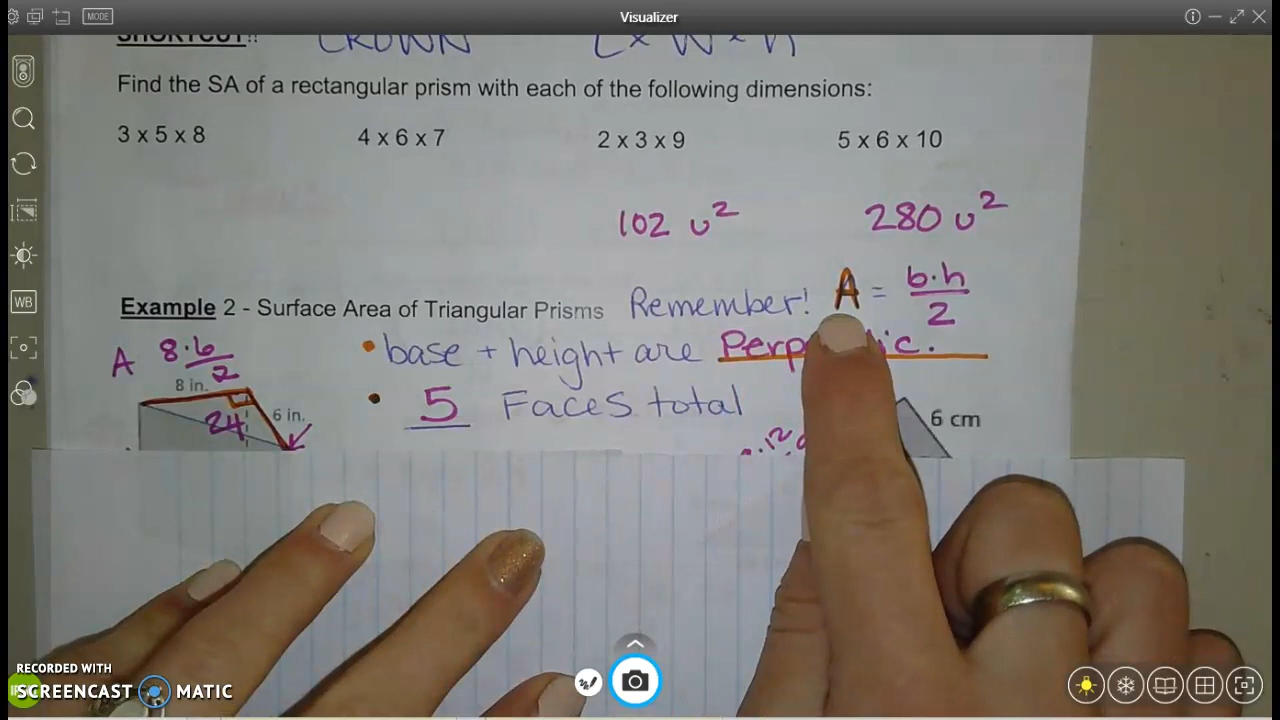 MODE
Visualizer
SHORTCUT!! CROWN L x W x H
Find the SA of a rectangular prism with each of the following dimensions:
3 x 5 x 8 4 x 6 x 7 2 x 3 x 9 5 x 6 x 10
102 u² 280 u²
Example 2 - Surface Area of Triangular Prisms Remember! A = b·h/2
A 8·6/2
• base + height are Perp ic.
8 in.
• 5 Faces total
24 6 in.
6 cm
12
WB
RECORDED WITH
SCREENCAST MATIC